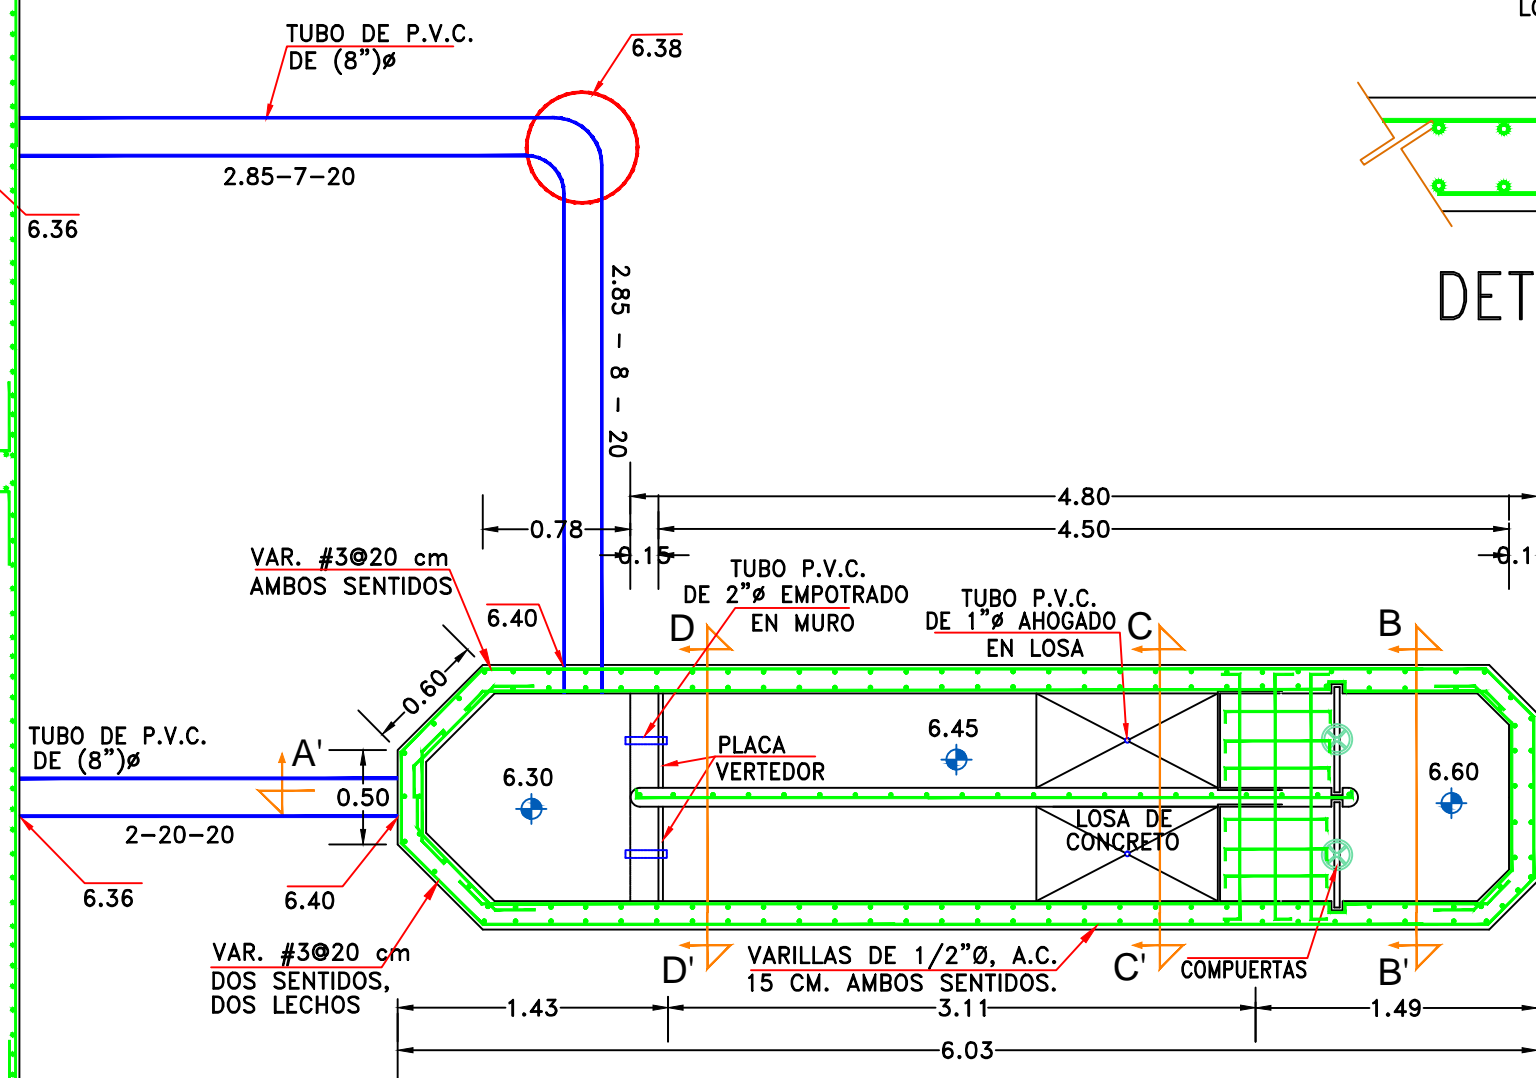 TUBO DE P.V.C.
DE (8")ø
6.38
2.85-7-20
6.36
DET
2.85 - 8 - 20
4.80
0.78
4.50
0.15
VAR. #3@20 cm
AMBOS SENTIDOS
TUBO P.V.C.
DE 2"ø EMPOTRADO
EN MURO
TUBO P.V.C.
DE 1"ø AHOGADO
EN LOSA
6.40
D
C
B
0.60
TUBO DE P.V.C.
DE (8")ø
A'
6.45
PLACA
VERTEDOR
6.30
6.60
0.50
LOSA DE
CONCRETO
2-20-20
6.36
6.40
VAR. #3@20 cm
DOS SENTIDOS,
DOS LECHOS
D'
VARILLAS DE 1/2"Ø, A.C.
15 CM. AMBOS SENTIDOS.
C'
COMPUERTAS
B'
1.43
3.11
1.49
6.03